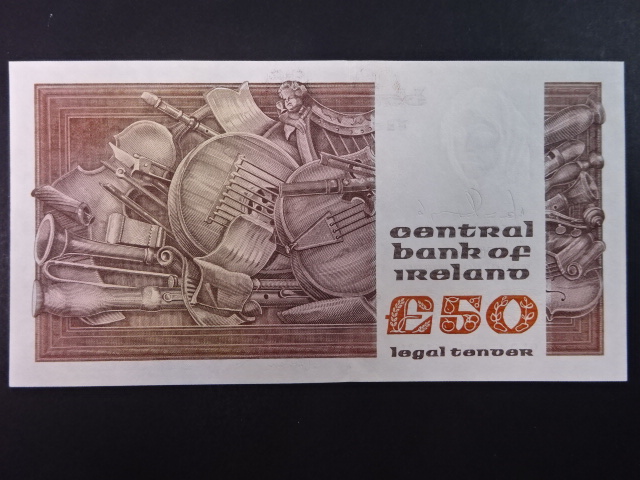 central
bank of
ireland
£50
legal tender